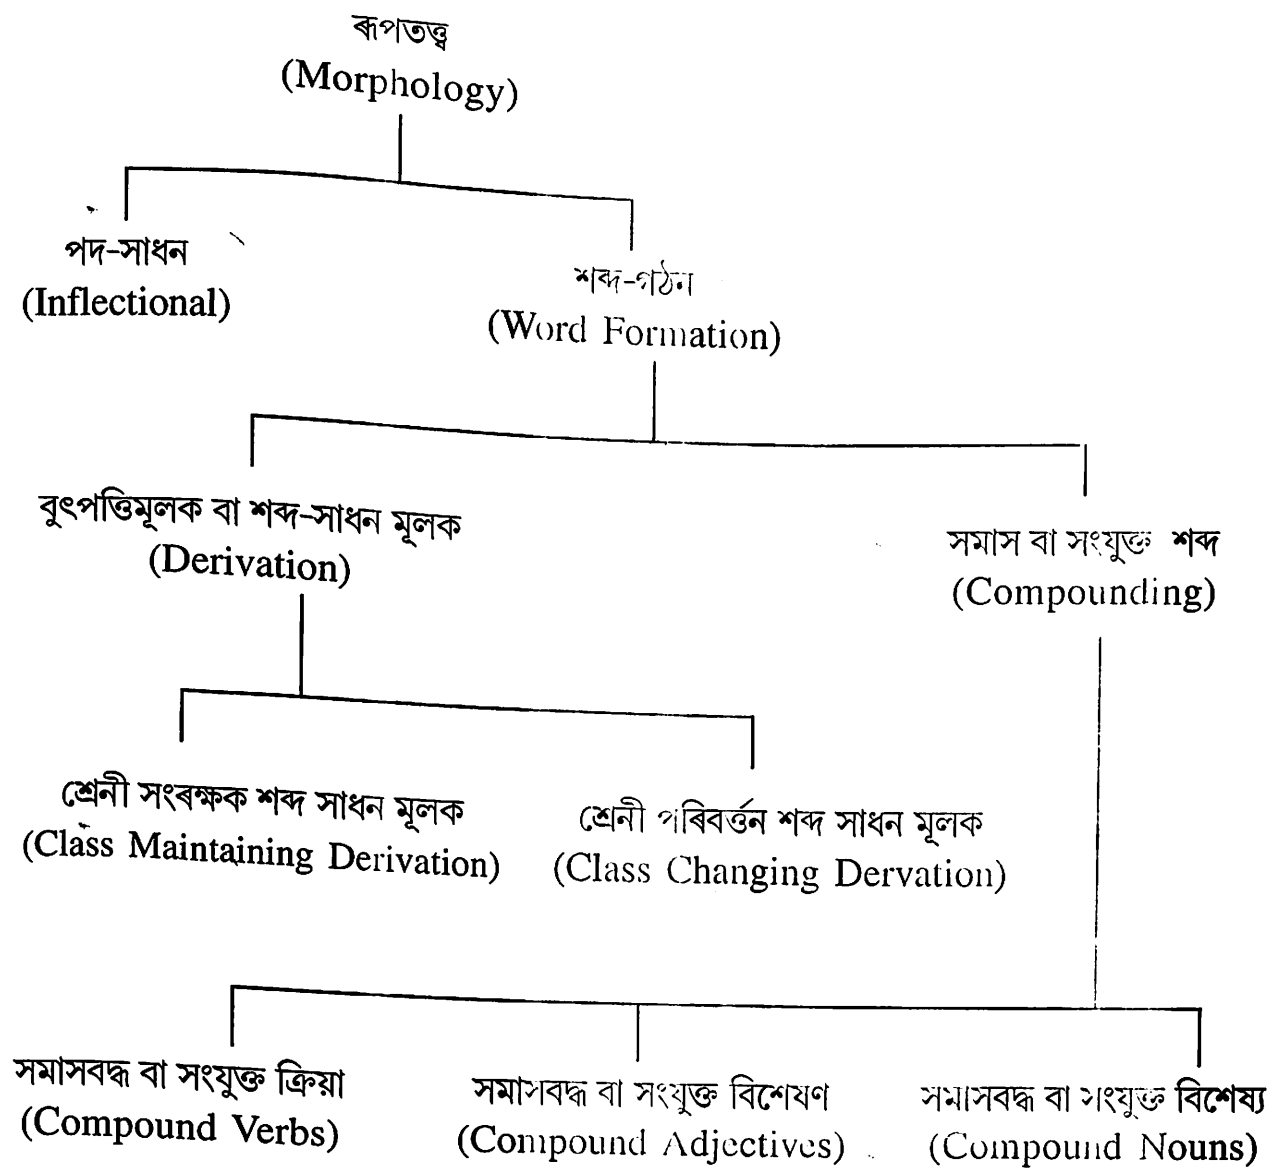 ৰূপতত্ত্ব
(Morphology)
পদ-সাধন
(Inflectional)
শব্দ-গঠন
(Word Formation)
বুৎপত্তিমূলক বা শব্দ-সাধন মূলক
(Derivation)
সমাস বা সংযুক্ত শব্দ
(Compounding)
শ্ৰেনী সংৰক্ষক শব্দ সাধন মূলক
(Class Maintaining Derivation)
শ্ৰেনী পৰিবৰ্ত্তন শব্দ সাধন মূলক
(Class Changing Dervation)
সমাসবদ্ধ বা সংযুক্ত ক্ৰিয়া
(Compound Verbs)
সমাসবদ্ধ বা সংযুক্ত বিশেষণ
(Compound Adjectives)
সমাসবদ্ধ বা সংযুক্ত বিশেষ্য
(Compound Nouns)